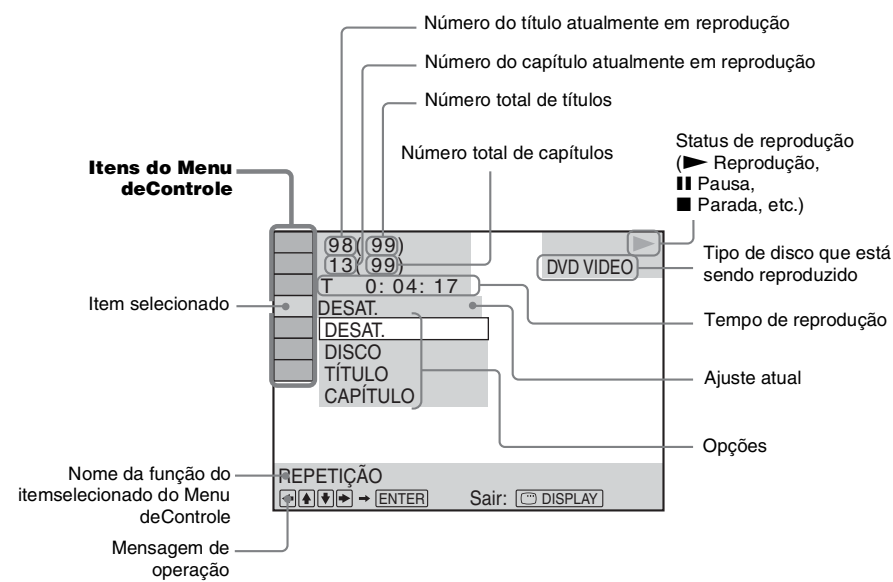 Número do título atualmente em reprodução
Número do capítulo atualmente em reprodução
Número total de títulos
Número total de capítulos
Status de reprodução
(► Reprodução,
❚❚ Pausa,
■ Parada, etc.)
Itens do Menu
deControle
98( 99)
13( 99)
DVD VIDEO
Tipo de disco que está
sendo reproduzido
T 0: 04: 17
Item selecionado
DESAT.
Tempo de reprodução
DESAT.
DISCO
TÍTULO
CAPÍTULO
Ajuste atual
Opções
Nome da função do
itemselecionado do Menu
deControle
REPETIÇÃO
ENTER Sair: DISPLAY
Mensagem de
operação